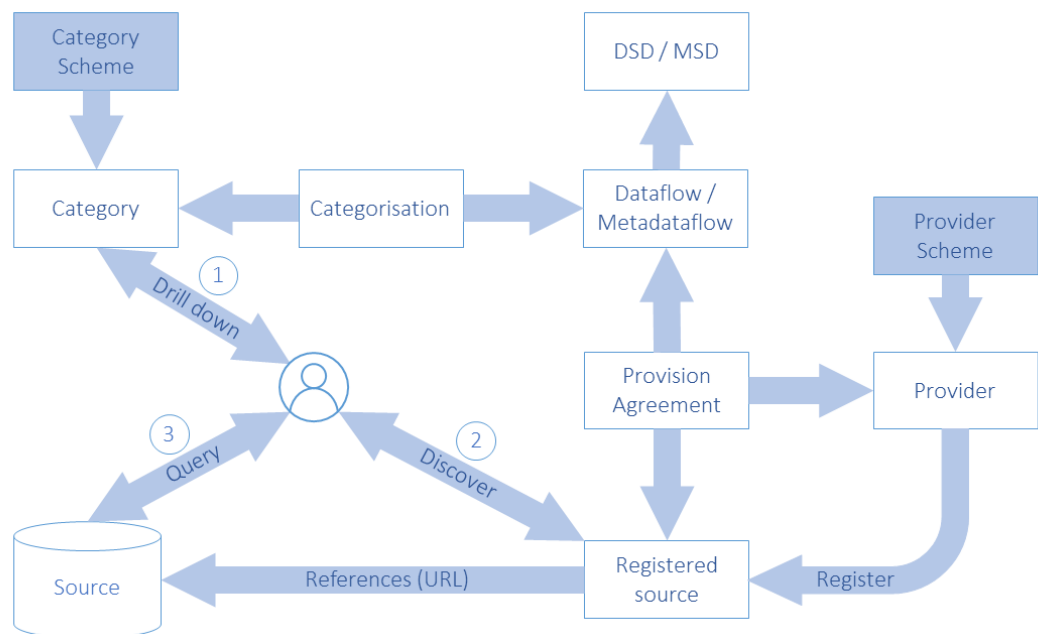 Category
Scheme
DSD / MSD
Category
Categorisation
Dataflow /
Metadataflow
Provider
Scheme
1
Drill down
Provision
Agreement
Provider
3
Query
2
Discover
Source
References (URL)
Registered
source
Register